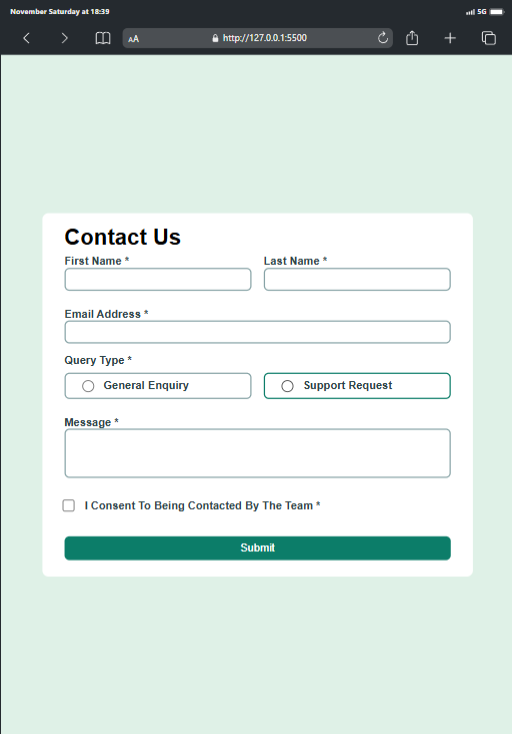 November Saturday at 18:39
5G
AA
http://127.0.0.1:5500
Contact Us
First Name *
Last Name *
Email Address *
Query Type *
General Enquiry
Support Request
Message *
I Consent To Being Contacted By The Team *
Submit